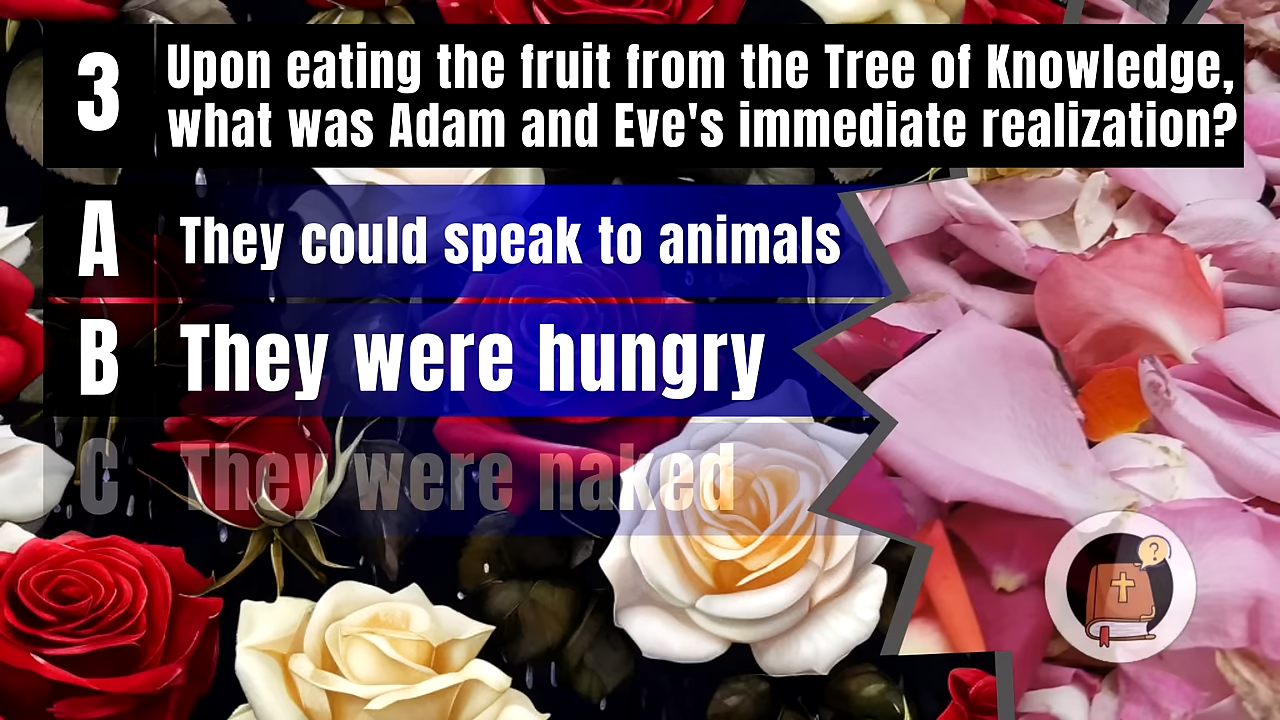 3
Upon eating the fruit from the Tree of Knowledge,
what was Adam and Eve's immediate realization?
A They could speak to animals
B They were hungry
C They were naked
?